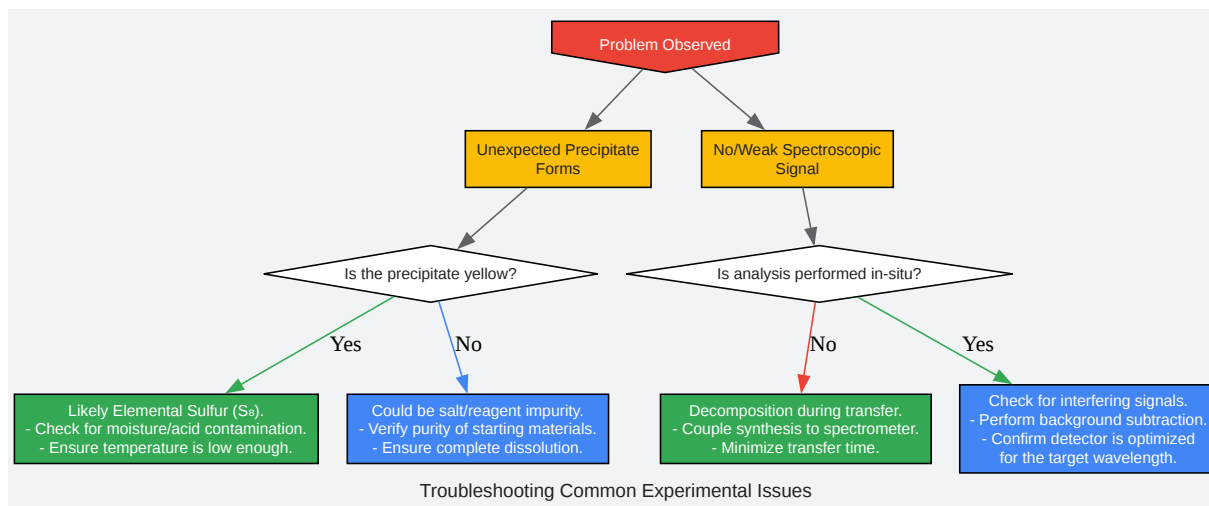 Problem Observed
Unexpected Precipitate
Forms
No/Weak Spectroscopic
Signal
Is the precipitate yellow?
Is analysis performed in-situ?
Yes
No
No
Yes
Likely Elemental Sulfur (S₈).
- Check for moisture/acid contamination.
- Ensure temperature is low enough.
Could be salt/reagent impurity.
- Verify purity of starting materials.
- Ensure complete dissolution.
Decomposition during transfer.
- Couple synthesis to spectrometer.
- Minimize transfer time.
Check for interfering signals.
- Perform background subtraction.
- Confirm detector is optimized
for the target wavelength.
Troubleshooting Common Experimental Issues